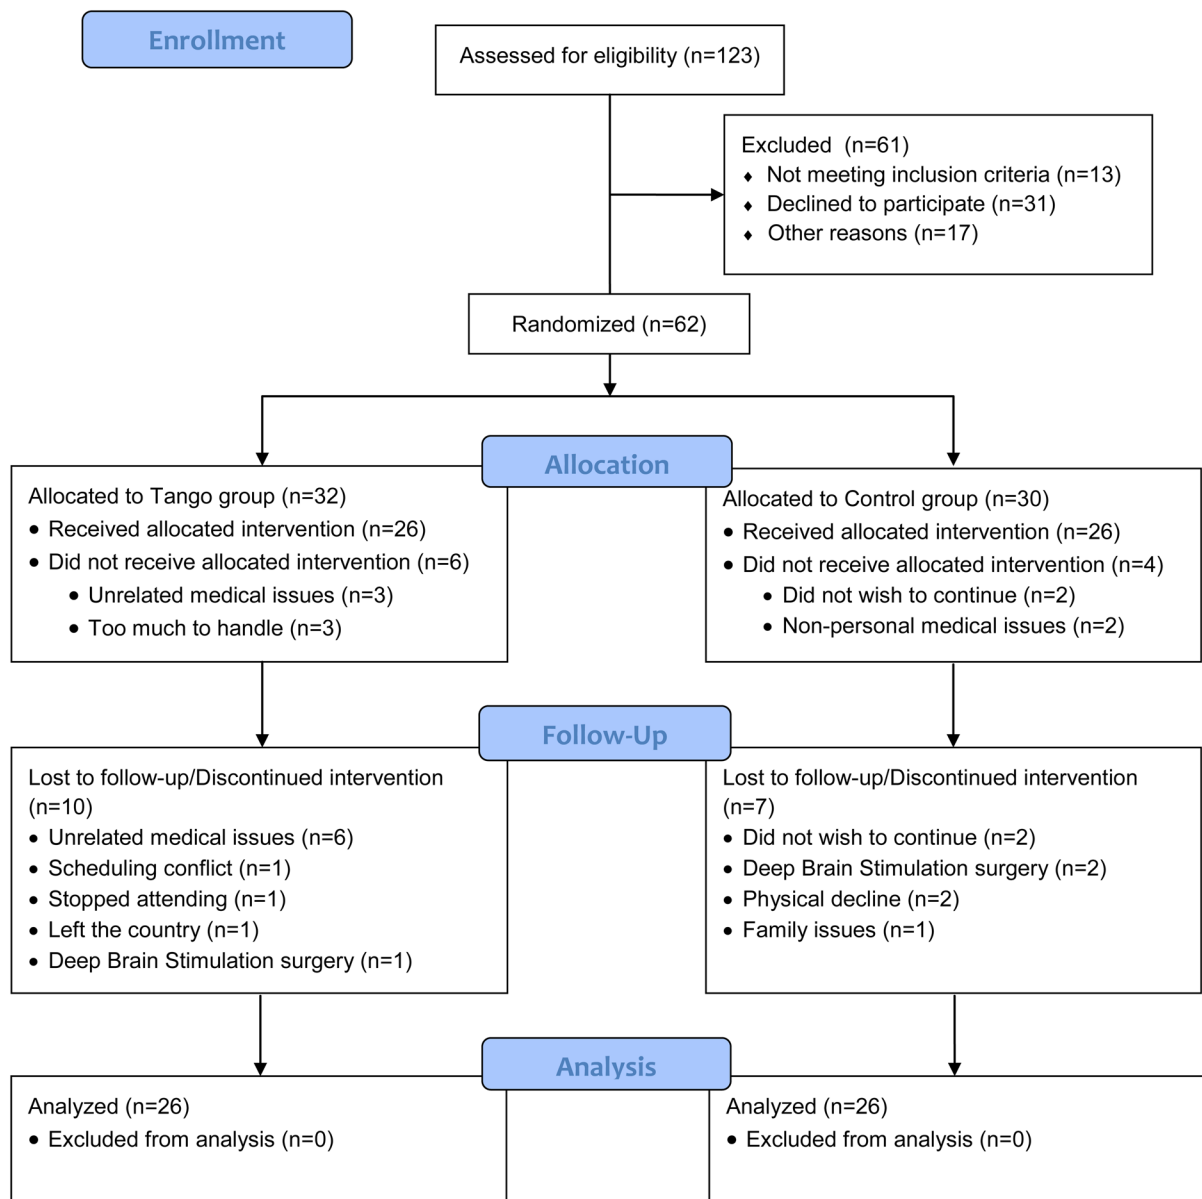 Enrollment
Assessed for eligibility (n=123)
Excluded (n=61)
♦ Not meeting inclusion criteria (n=13)
♦ Declined to participate (n=31)
♦ Other reasons (n=17)
Randomized (n=62)
Allocation
Allocated to Tango group (n=32)
• Received allocated intervention (n=26)
• Did not receive allocated intervention (n=6)
• Unrelated medical issues (n=3)
• Too much to handle (n=3)
Allocated to Control group (n=30)
• Received allocated intervention (n=26)
• Did not receive allocated intervention (n=4)
• Did not wish to continue (n=2)
• Non-personal medical issues (n=2)
Follow-Up
Lost to follow-up/Discontinued intervention
(n=10)
• Unrelated medical issues (n=6)
• Scheduling conflict (n=1)
• Stopped attending (n=1)
• Left the country (n=1)
• Deep Brain Stimulation surgery (n=1)
Lost to follow-up/Discontinued intervention
(n=7)
• Did not wish to continue (n=2)
• Deep Brain Stimulation surgery (n=2)
• Physical decline (n=2)
• Family issues (n=1)
Analysis
Analyzed (n=26)
• Excluded from analysis (n=0)
Analyzed (n=26)
• Excluded from analysis (n=0)